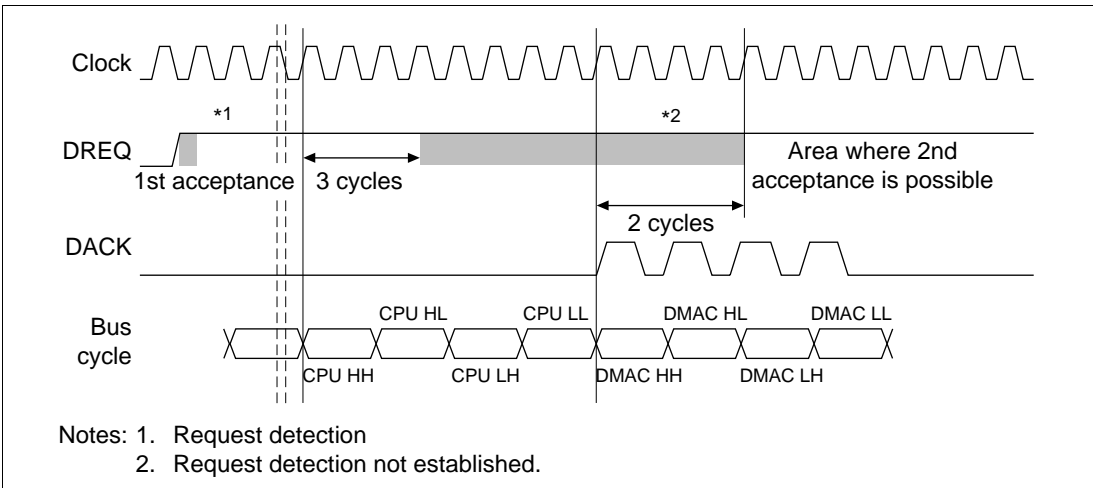 Clock
*1
*2
DREQ
1st acceptance
3 cycles
Area where 2nd
acceptance is possible
2 cycles
DACK
Bus
cycle
CPU HL
CPU LL
DMAC HL
DMAC LL
CPU HH
CPU LH
DMAC HH
DMAC LH
Notes: 1. Request detection
2. Request detection not established.